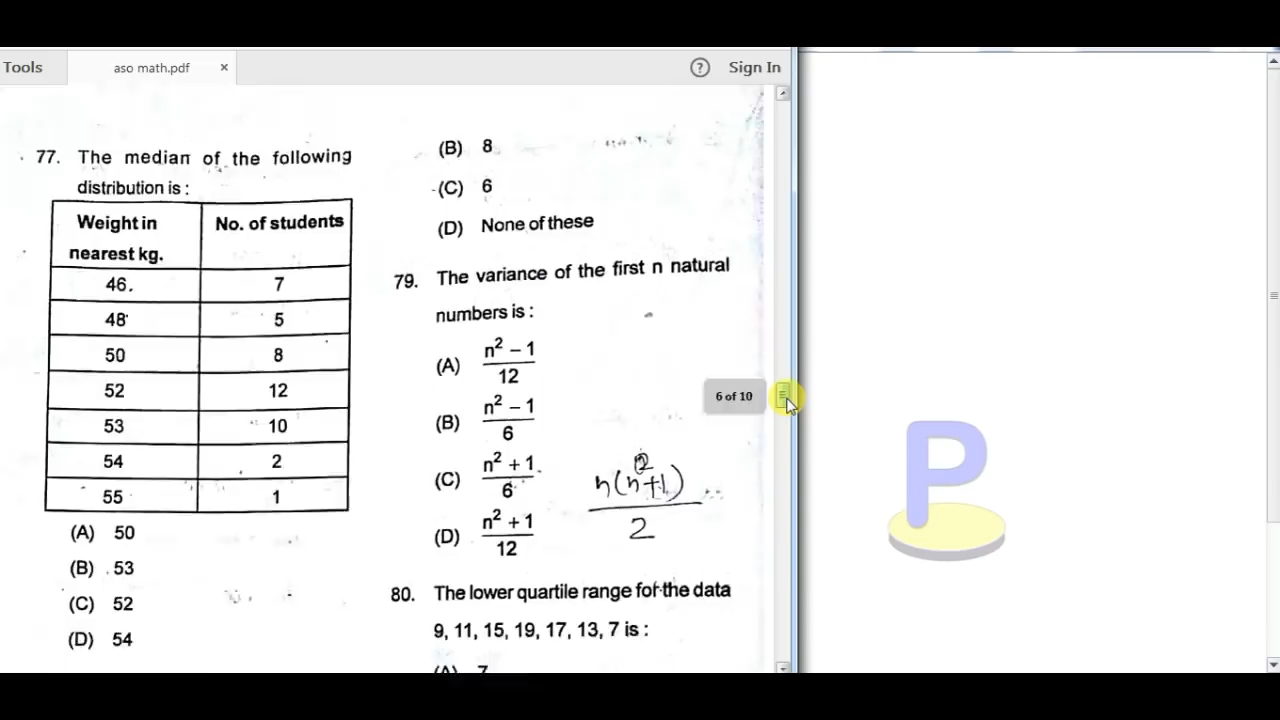 Tools
aso math.pdf ×
? Sign In
77. The median of the following
distribution is :
Weight in
nearest kg. No. of students
46. 7
48 5
50 8
52 12
53 10
54 2
55 1
(A) 50
(B) 53
(C) 52
(D) 54
(B) 8
(C) 6
(D) None of these
79. The variance of the first n natural
numbers is :
(A) n² – 1
12
(B) n² – 1
6
(C) n² + 1
6
(D) n² + 1
12
n(n²+1)
2
80. The lower quartile range for the data
9, 11, 15, 19, 17, 13, 7 is :
(A) 7
6 of 10
P